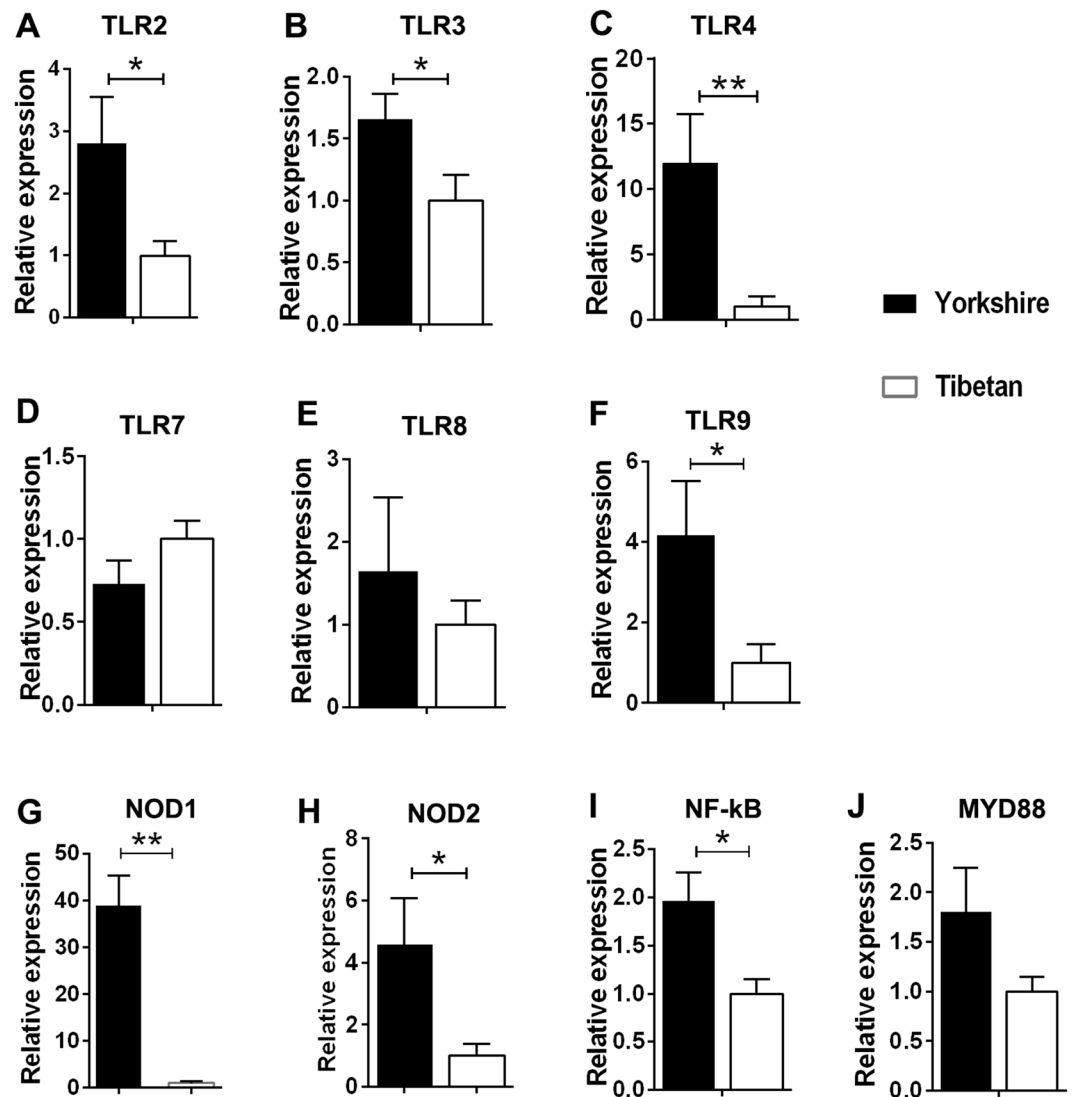 A TLR2
Relative expression
4
3
2
1
0
*
B TLR3
Relative expression
2.0
1.5
1.0
0.5
0.0
*
C TLR4
Relative expression
20
15
10
5
0
**
Yorkshire
Tibetan
D TLR7
Relative expression
1.5
1.0
0.5
0.0
E TLR8
Relative expression
3
2
1
0
F TLR9
Relative expression
6
4
2
0
*
G NOD1
Relative expression
50
40
30
20
10
0
**
H NOD2
Relative expression
8
6
4
2
0
*
I NF-kB
Relative expression
2.5
2.0
1.5
1.0
0.5
0.0
*
J MYD88
Relative expression
2.5
2.0
1.5
1.0
0.5
0.0